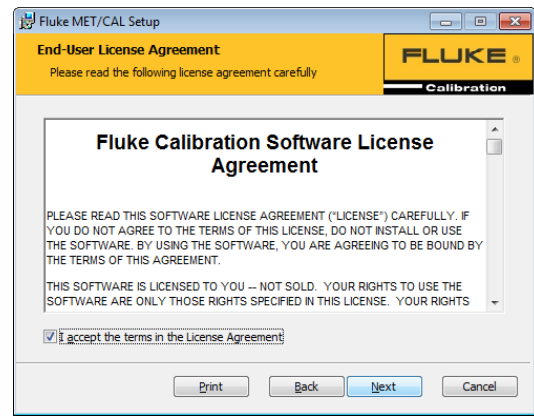 Fluke MET/CAL Setup
End-User License Agreement
Please read the following license agreement carefully
FLUKE ®
Calibration
Fluke Calibration Software License
Agreement
PLEASE READ THIS SOFTWARE LICENSE AGREEMENT ("LICENSE") CAREFULLY. IF
YOU DO NOT AGREE TO THE TERMS OF THIS LICENSE, DO NOT INSTALL OR USE
THE SOFTWARE. BY USING THE SOFTWARE, YOU ARE AGREEING TO BE BOUND BY
THE TERMS OF THIS AGREEMENT.
THIS SOFTWARE IS LICENSED TO YOU -- NOT SOLD.  YOUR RIGHTS TO USE THE
SOFTWARE ARE ONLY THOSE RIGHTS SPECIFIED IN THIS LICENSE.  YOUR RIGHTS
I accept the terms in the License Agreement
Print Back Next Cancel